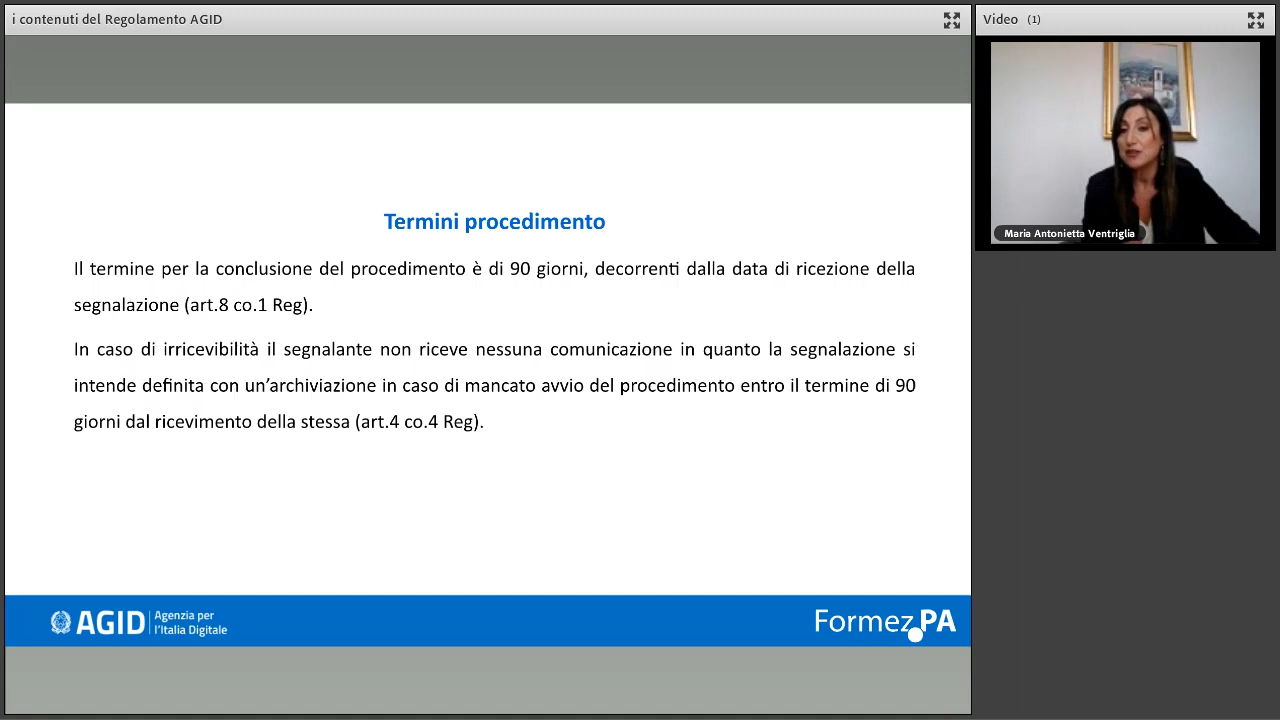 i contenuti del Regolamento AGID
Video (1)
Maria Antonietta Ventriglia
Termini procedimento
Il termine per la conclusione del procedimento è di 90 giorni, decorrenti dalla data di ricezione della
segnalazione (art.8 co.1 Reg).
In caso di irricevibilità il segnalante non riceve nessuna comunicazione in quanto la segnalazione si
intende definita con un’archiviazione in caso di mancato avvio del procedimento entro il termine di 90
giorni dal ricevimento della stessa (art.4 co.4 Reg).
AGID
Agenzia per
l’Italia Digitale
Formez.PA